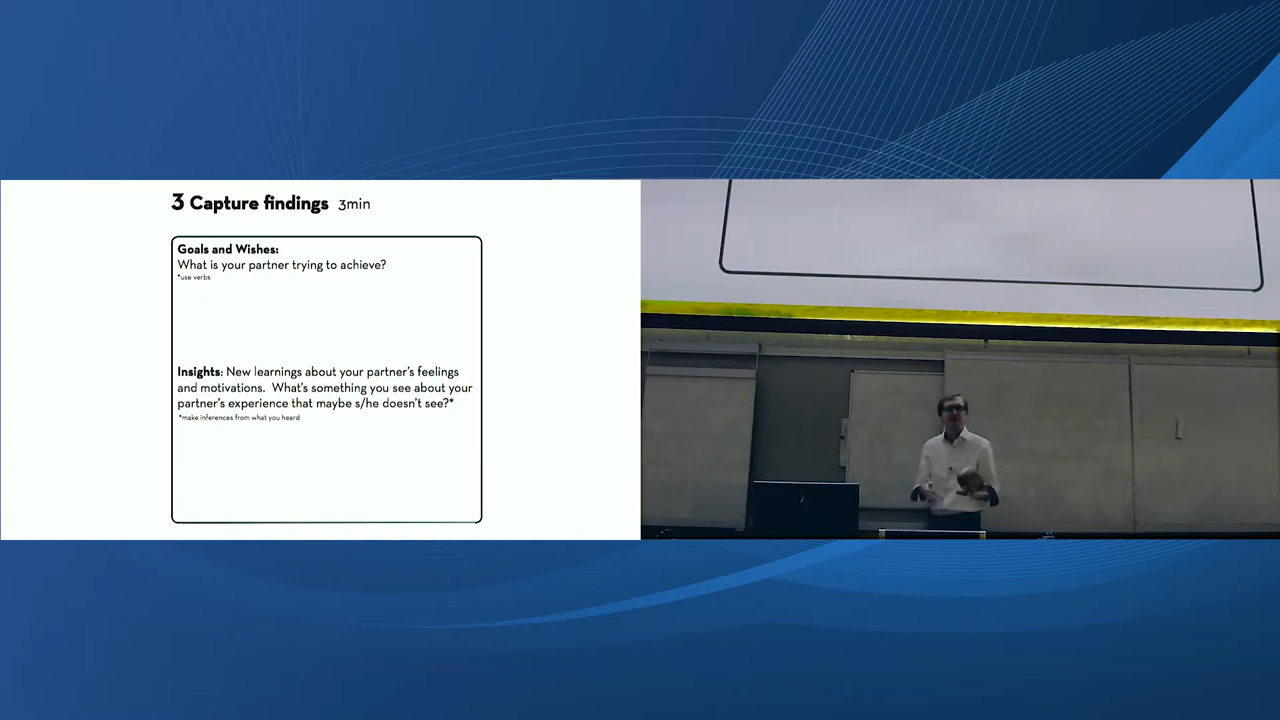 3 Capture findings 3min
Goals and Wishes:
What is your partner trying to achieve?
*use verbs
Insights: New learnings about your partner's feelings
and motivations. What's something you see about your
partner's experience that maybe s/he doesn't see?*
*make inferences from what you heard